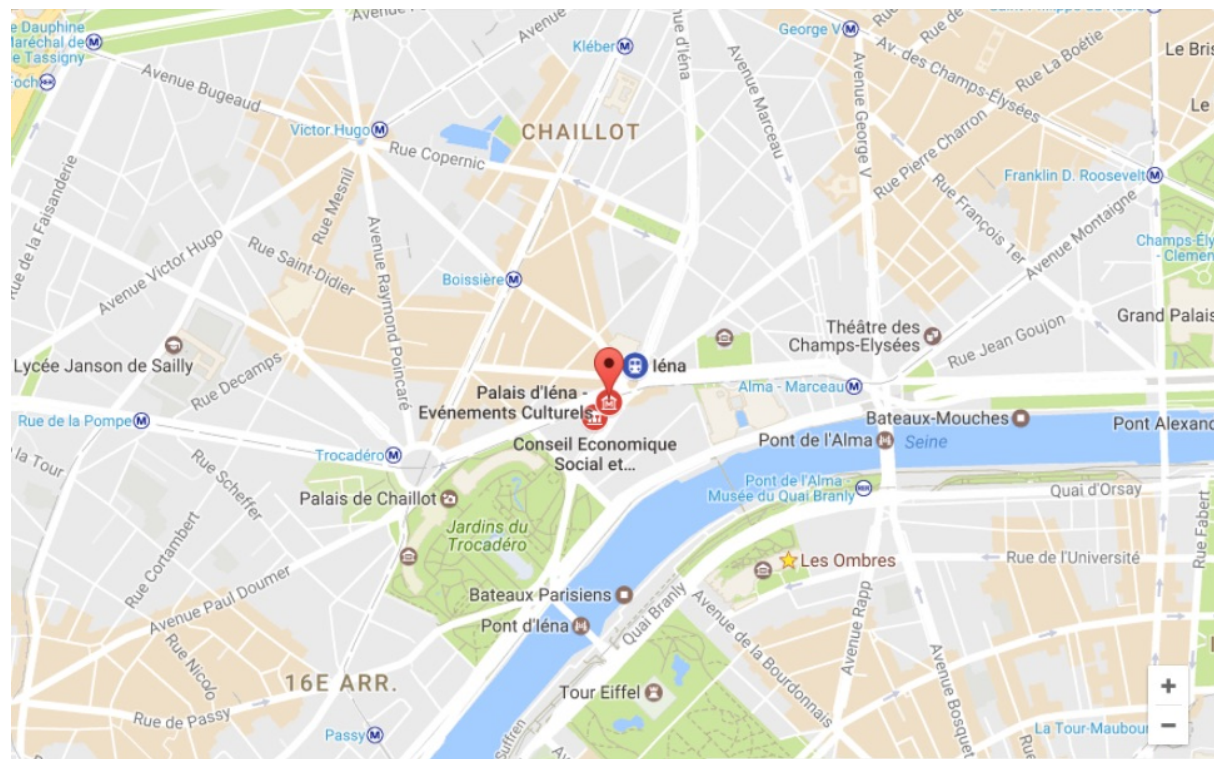 e Dauphine
Maréchal de
e Tassigny
Foch
Avenue Bugeaud
Victor Hugo
Rue Copernic
Kléber
CHAILLOT
ue d'Iéna
Avenue Marceau
George V
Avenue George V
Av. des Champs-Élysées
Rue de
Rue La Boétie
Le Bris
Le
Rue Pierre Charron
Franklin D. Roosevelt
Rue François 1er
Avenue Montaigne
Champs-Ély
- Clemen
Rue de la Faisanderie
Rue Mesnil
Avenue Victor Hugo
Rue Saint-Didier
Avenue Raymond Poincaré
Boissière
Grand Palais
Théâtre des
Champs-Elysées
Rue Jean Goujon
Lycée Janson de Sailly
Rue Decamps
Iéna
Palais d'Iéna -
Evénements Culturels
Conseil Economique
Social et...
Alma - Marceau
Bateaux-Mouches
Pont Alexand
Pont de l'Alma
Seine
Rue de la Pompe
la Tour
Rue Scheffer
Trocadéro
Palais de Chaillot
Jardins du
Trocadéro
Pont de l'Alma -
Musée du Quai Branly
Quai d'Orsay
Rue Fabert
Les Ombres
Rue de l'Université
Rue Cortambert
Avenue Paul Doumer
Bateaux Parisiens
Pont d'Iéna
Quai Branly
Avenue de la Bourdonnais
Avenue Rapp
Avenue Bosquet
Rue Nicolo
16E ARR.
Rue de Passy
Passy
Tour Eiffel
Suffen
La Tour-Maubou
+
−